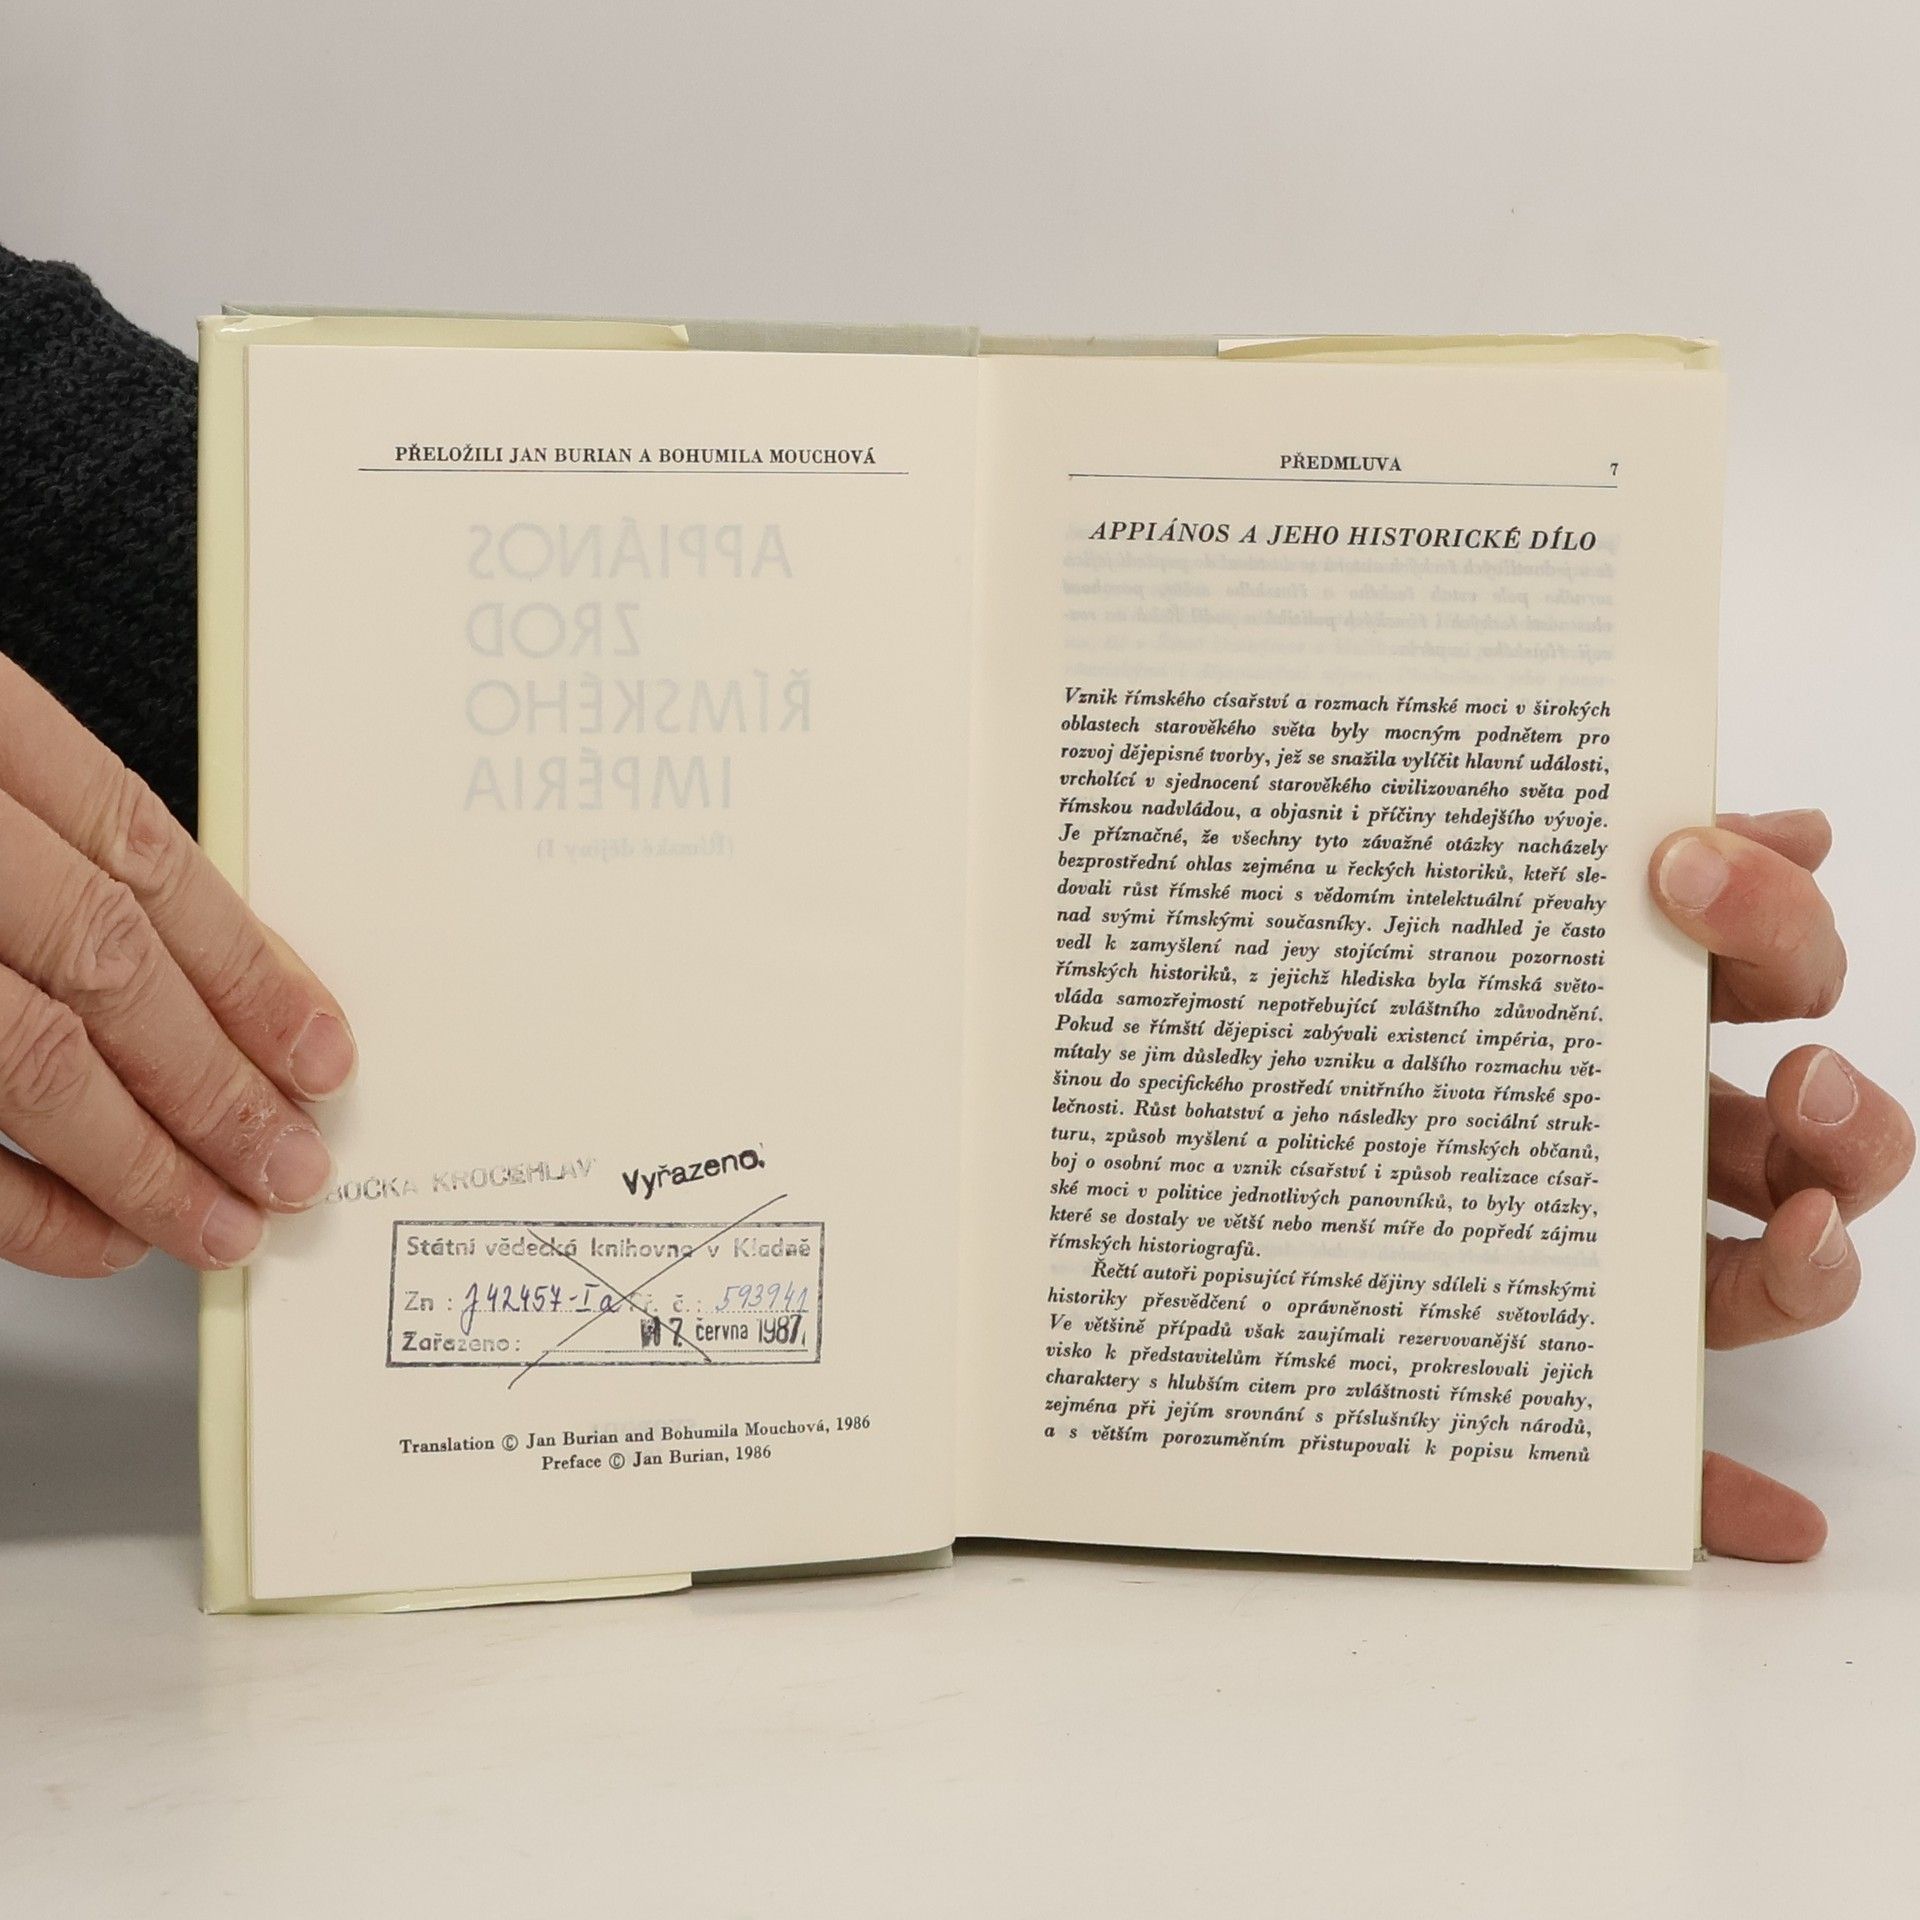 PŘELOŽILI JAN BURIAN A BOHUMILA MOUCHOVÁ
APPIÁNOS
ZROD
ŘÍMSKÉHO
IMPÉRIA
(Římské dějiny I)
BOČKA KROČEHLAV
Vyřazeno.
Státní vědecká knihovna v Kladně
Zn : J 42457-Ia Př. č. : 593941
Zařazeno: 17. června 1987
Translation © Jan Burian and Bohumila Mouchová, 1986
Preface © Jan Burian, 1986
PŘEDMLUVA 7
APPIÁNOS A JEHO HISTORICKÉ DÍLO
Vznik římského císařství a rozmach římské moci v širokých
oblastech starověkého světa byly mocným podnětem pro
rozvoj dějepisné tvorby, jež se snažila vylíčit hlavní události,
vrcholící v sjednocení starověkého civilizovaného světa pod
římskou nadvládou, a objasnit i příčiny tehdejšího vývoje.
Je příznačné, že všechny tyto závažné otázky nacházely
bezprostřední ohlas zejména u řeckých historiků, kteří sle-
dovali růst římské moci s vědomím intelektuální převahy
nad svými římskými současníky. Jejich nadhled je často
vedl k zamyšlení nad jevy stojícími stranou pozornosti
římských historiků, z jejichž hlediska byla římská světo-
vláda samozřejmostí nepotřebující zvláštního zdůvodnění.
Pokud se římští dějepisci zabývali existencí impéria, pro-
mítaly se jim důsledky jeho vzniku a dalšího rozmachu vět-
šinou do specifického prostředí vnitřního života římské spo-
lečnosti. Růst bohatství a jeho následky pro sociální struk-
turu, způsob myšlení a politické postoje římských občanů,
boj o osobní moc a vznik císařství i způsob realizace císař-
ské moci v politice jednotlivých panovníků, to byly otázky,
které se dostaly ve větší nebo menší míře do popředí zájmu
římských historiografů.
Řečtí autoři popisující římské dějiny sdíleli s římskými
historiky přesvědčení o oprávněnosti římské světovlády.
Ve většině případů však zaujímali rezervovanější stano-
visko k představitelům římské moci, prokreslovali jejich
charaktery s hlubším citem pro zvláštnosti římské povahy,
zejména při jejím srovnání s příslušníky jiných národů,
a s větším porozuměním přistupovali k popisu kmenů